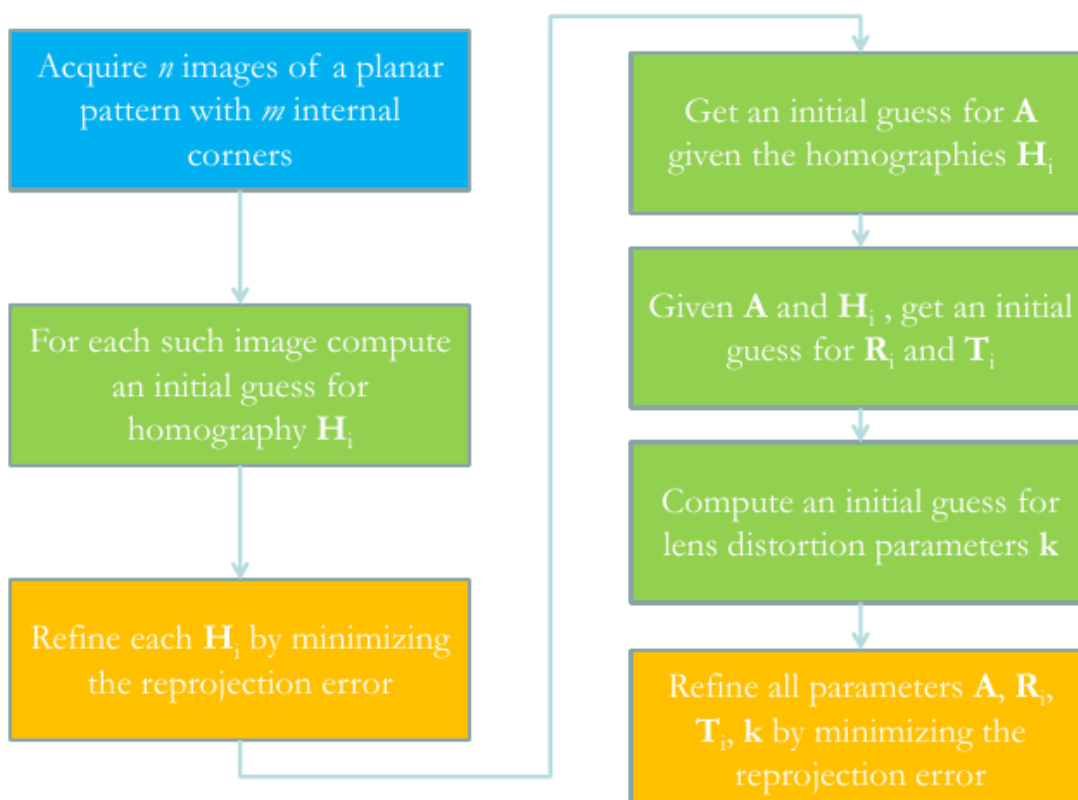 Acquire n images of a planar
pattern with m internal
corners
For each such image compute
an initial guess for
homography Hi
Refine each Hi by minimizing
the reprojection error
Get an initial guess for A
given the homographies Hi
Given A and Hi , get an initial
guess for Ri and Ti
Compute an initial guess for
lens distortion parameters k
Refine all parameters A, Ri,
Ti, k by minimizing the
reprojection error